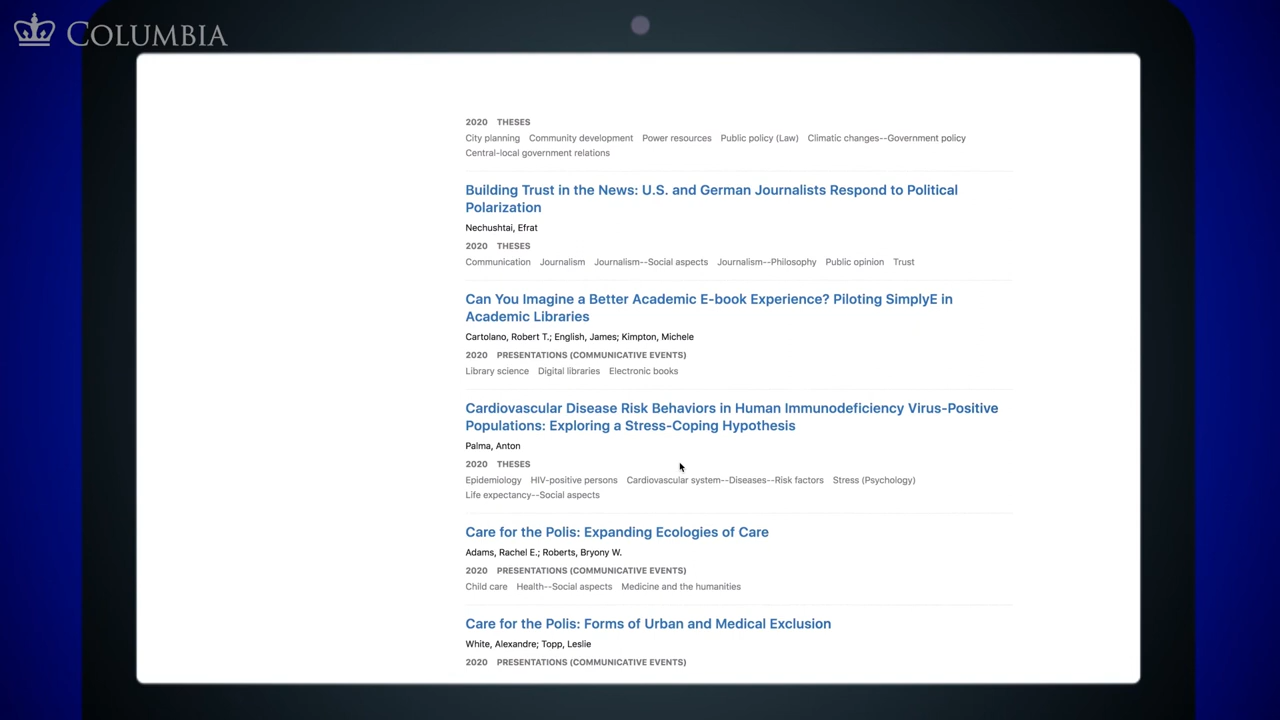 COLUMBIA
2020 THESES
City planning Community development Power resources Public policy (Law) Climatic changes--Government policy
Central-local government relations
Building Trust in the News: U.S. and German Journalists Respond to Political
Polarization
Nechushtai, Efrat
2020 THESES
Communication Journalism Journalism--Social aspects Journalism--Philosophy Public opinion Trust
Can You Imagine a Better Academic E-book Experience? Piloting SimplyE in
Academic Libraries
Cartolano, Robert T.; English, James; Kimpton, Michele
2020 PRESENTATIONS (COMMUNICATIVE EVENTS)
Library science Digital libraries Electronic books
Cardiovascular Disease Risk Behaviors in Human Immunodeficiency Virus-Positive
Populations: Exploring a Stress-Coping Hypothesis
Palma, Anton
2020 THESES
Epidemiology HIV-positive persons Cardiovascular system--Diseases--Risk factors Stress (Psychology)
Life expectancy--Social aspects
Care for the Polis: Expanding Ecologies of Care
Adams, Rachel E.; Roberts, Bryony W.
2020 PRESENTATIONS (COMMUNICATIVE EVENTS)
Child care Health--Social aspects Medicine and the humanities
Care for the Polis: Forms of Urban and Medical Exclusion
White, Alexandre; Topp, Leslie
2020 PRESENTATIONS (COMMUNICATIVE EVENTS)